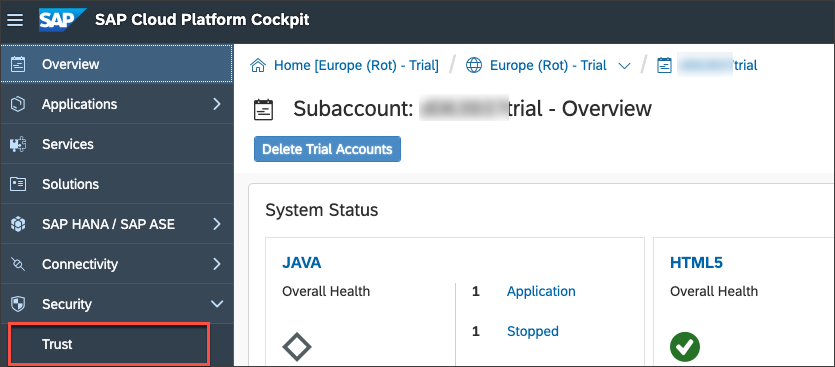 SAP SAP Cloud Platform Cockpit
Overview
Applications
Services
Solutions
SAP HANA / SAP ASE
Connectivity
Security
Trust
Home [Europe (Rot) - Trial] / Europe (Rot) - Trial / trial
Subaccount: trial - Overview
Delete Trial Accounts
System Status
JAVA
Overall Health
1 Application
1 Stopped
HTML5
Overall Health